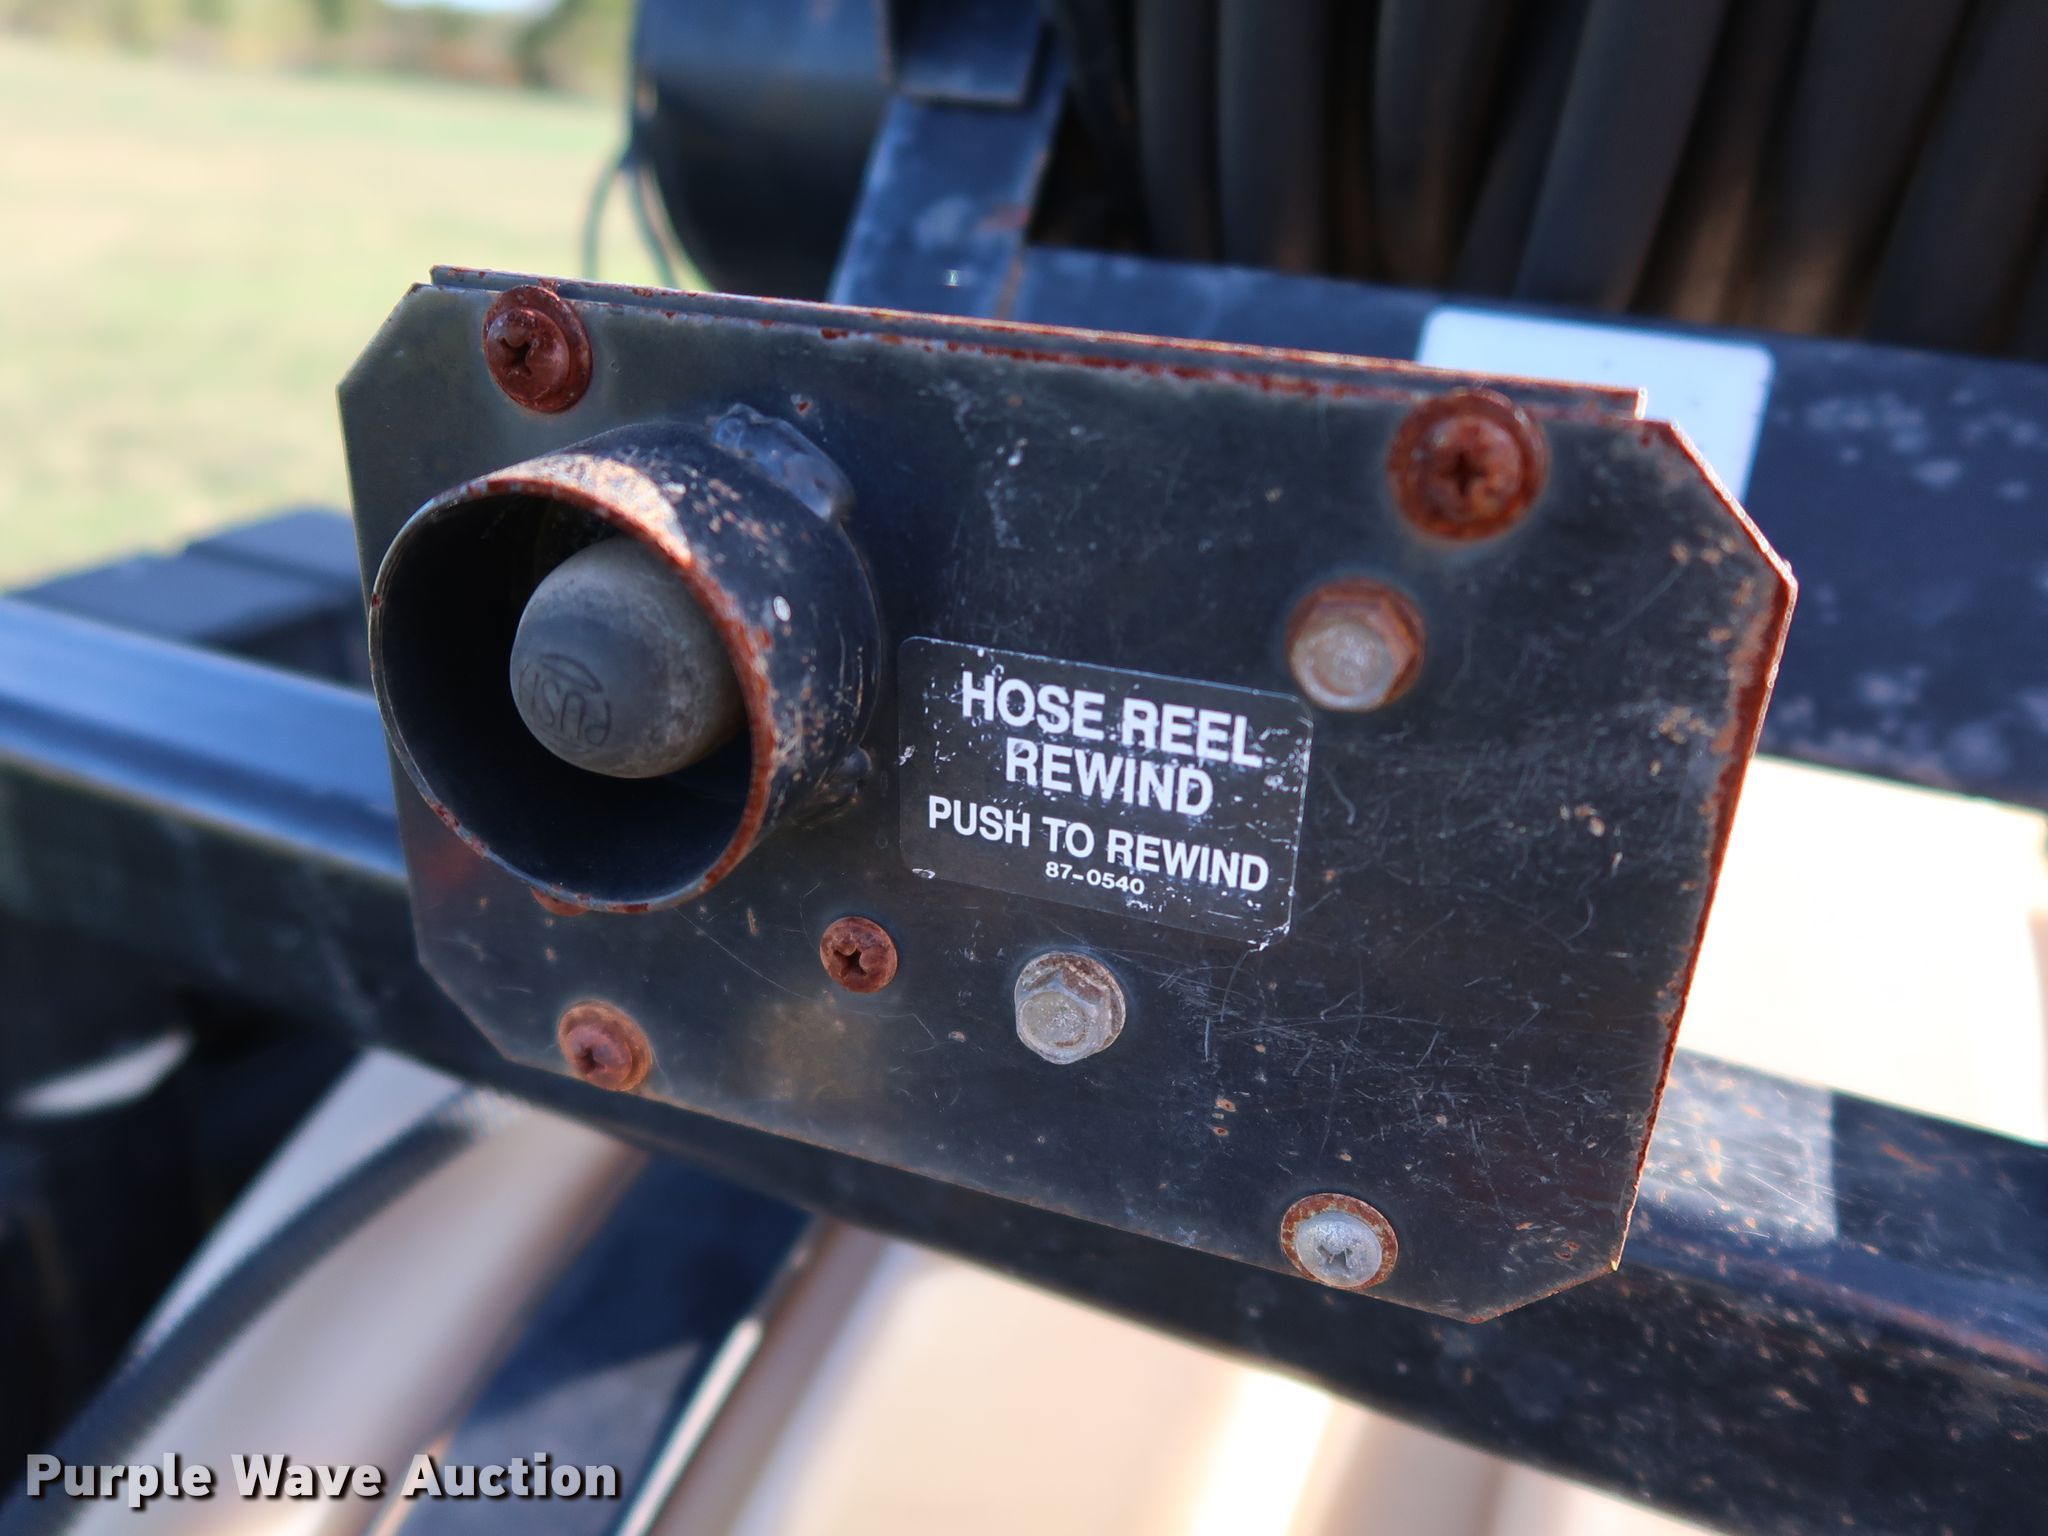 PUSH
HOSE REEL
REWIND
PUSH TO REWIND
87-0540
Purple Wave Auction